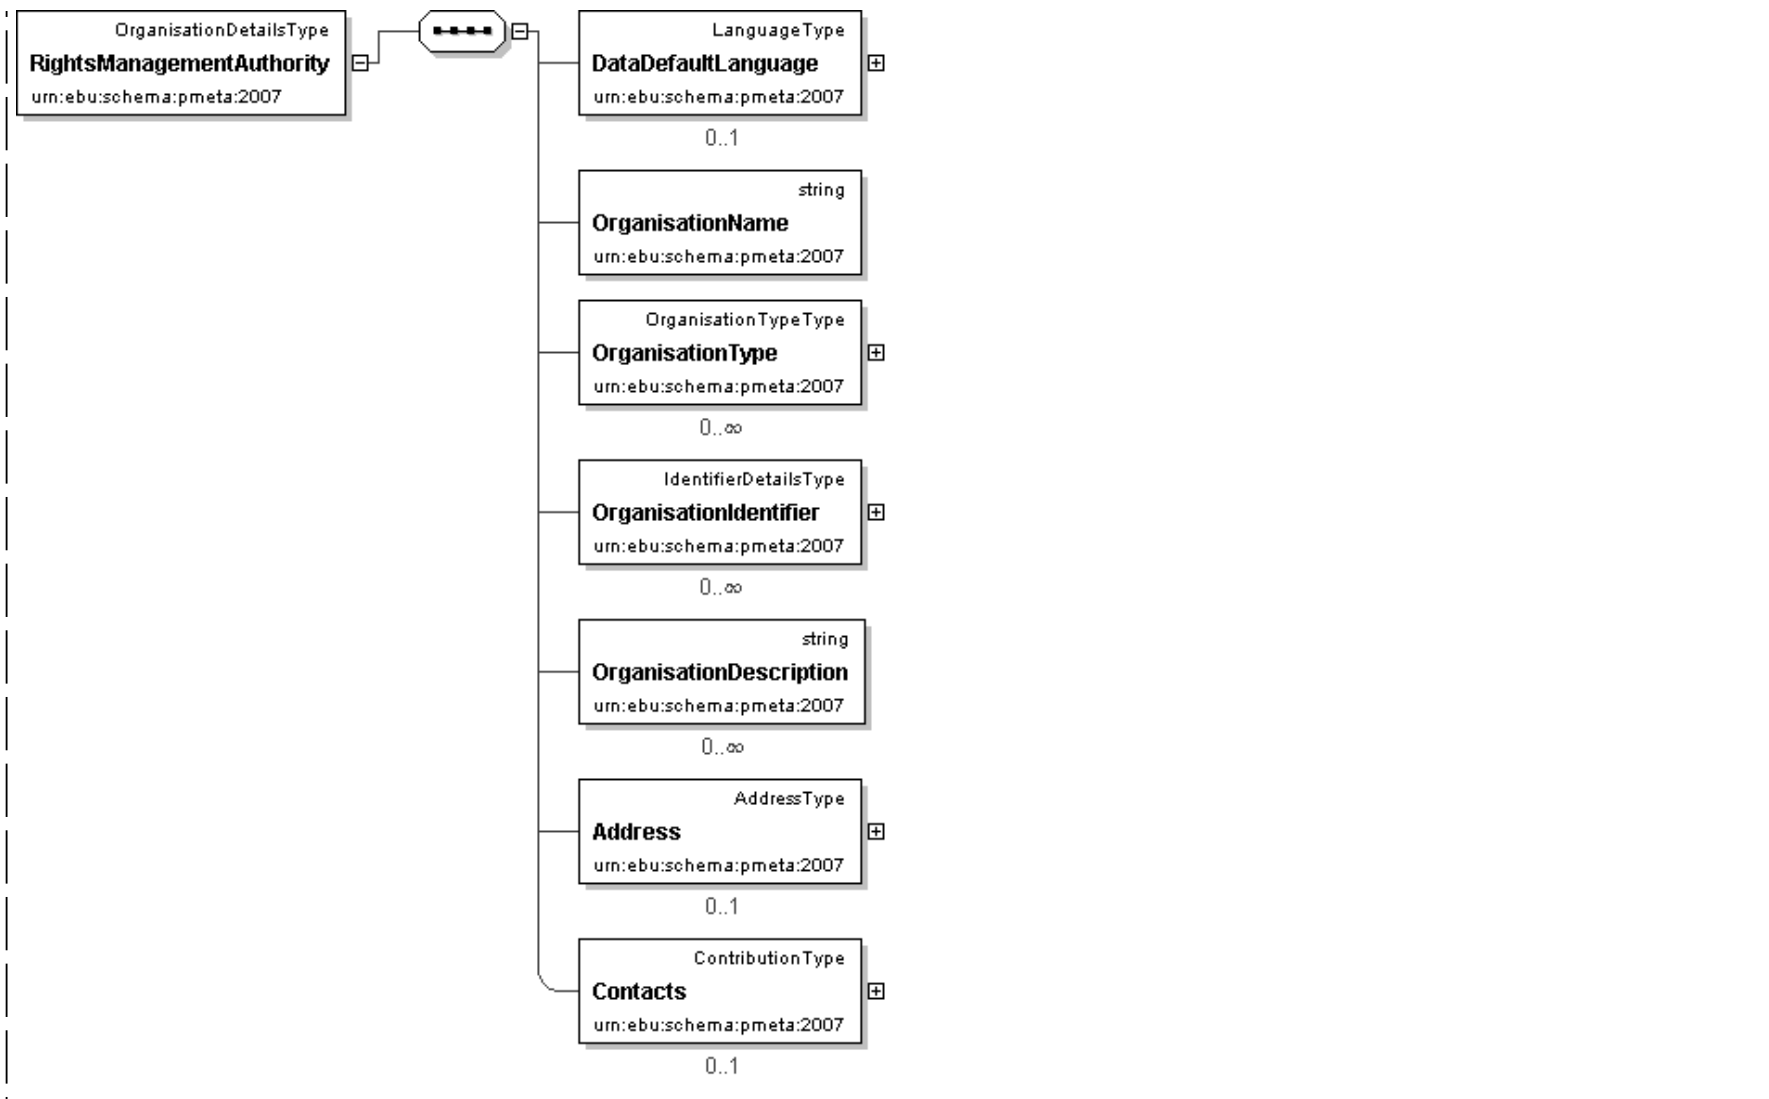 OrganisationDetailsType
RightsManagementAuthority
urn:ebu:schema:pmeta:2007
LanguageType
DataDefaultLanguage
urn:ebu:schema:pmeta:2007
0..1
string
OrganisationName
urn:ebu:schema:pmeta:2007
OrganisationTypeType
OrganisationType
urn:ebu:schema:pmeta:2007
0..∞
IdentifierDetailsType
OrganisationIdentifier
urn:ebu:schema:pmeta:2007
0..∞
string
OrganisationDescription
urn:ebu:schema:pmeta:2007
0..∞
AddressType
Address
urn:ebu:schema:pmeta:2007
0..1
ContributionType
Contacts
urn:ebu:schema:pmeta:2007
0..1